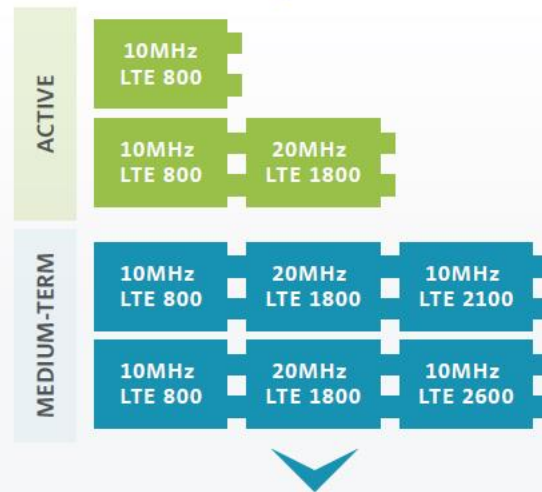 ACTIVE
10MHz
LTE 800
10MHz
LTE 800
20MHz
LTE 1800
MEDIUM-TERM
10MHz
LTE 800
20MHz
LTE 1800
10MHz
LTE 2100
10MHz
LTE 800
20MHz
LTE 1800
10MHz
LTE 2600